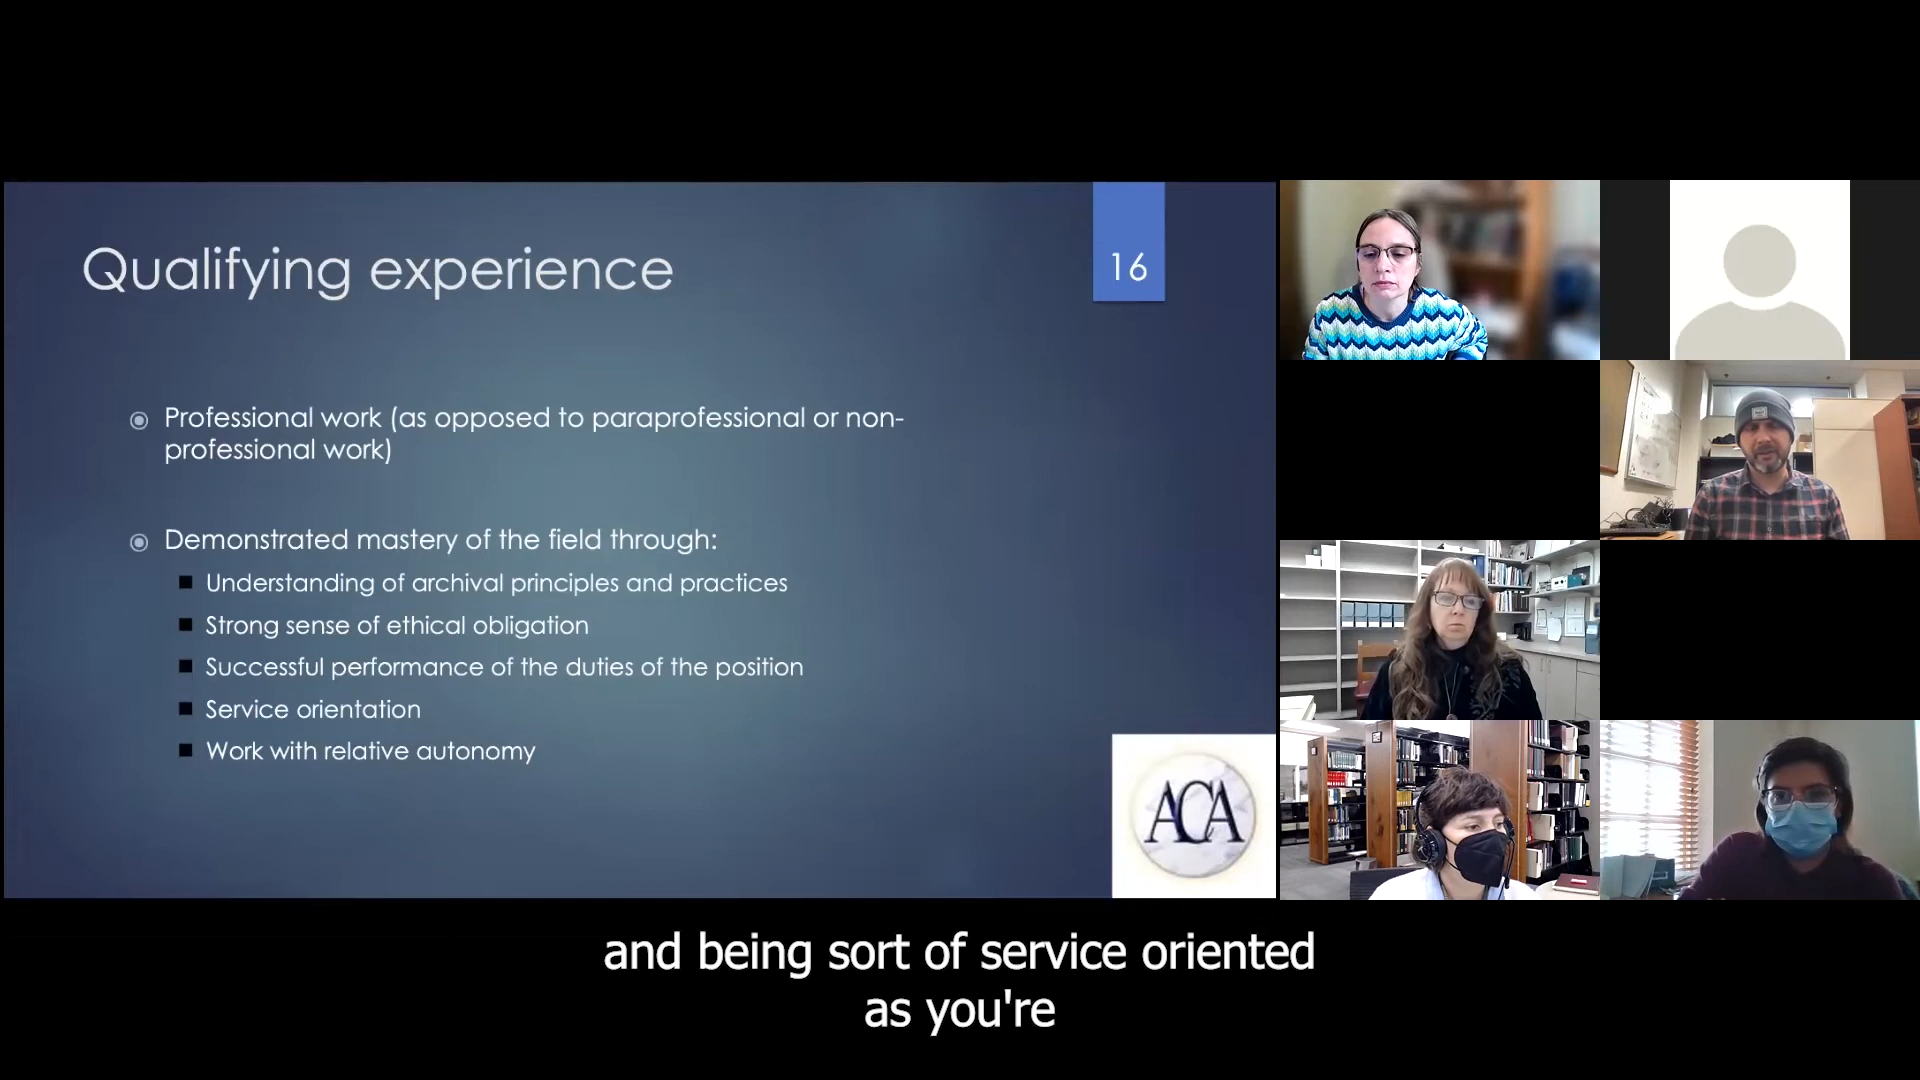 Qualifying experience
16
Professional work (as opposed to paraprofessional or non-
professional work)
Demonstrated mastery of the field through:
Understanding of archival principles and practices
Strong sense of ethical obligation
Successful performance of the duties of the position
Service orientation
Work with relative autonomy
ACA
and being sort of service oriented
as you're